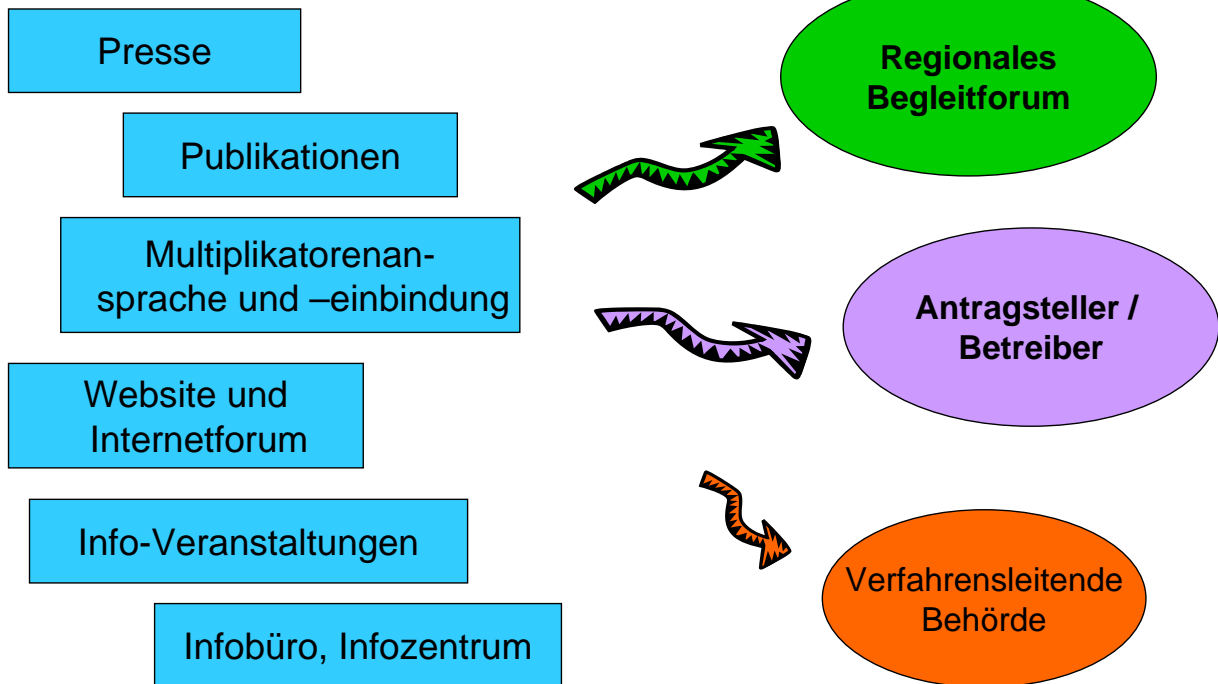 Presse
Publikationen
Multiplikatorenan-
sprache und –einbindung
Website und
Internetforum
Info-Veranstaltungen
Infobüro, Infozentrum
Regionales
Begleitforum
Antragsteller /
Betreiber
Verfahrensleitende
Behörde